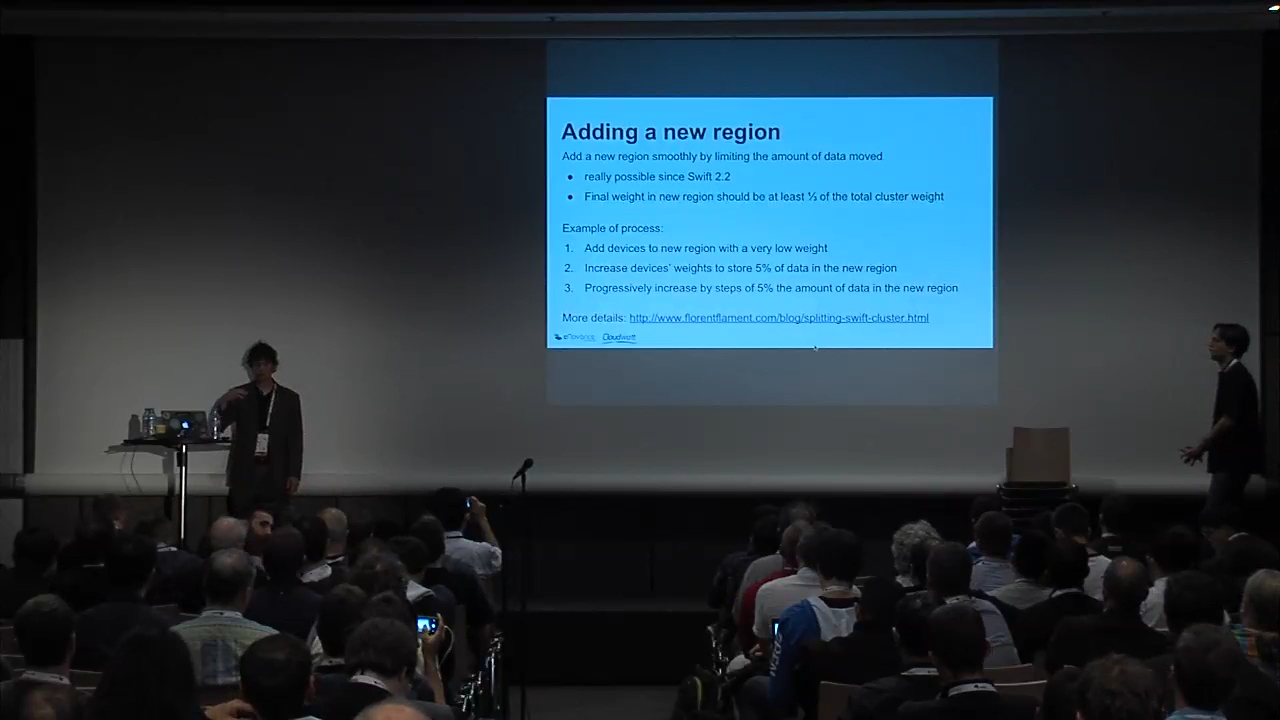 Adding a new region
Add a new region smoothly by limiting the amount of data moved
● really possible since Swift 2.2
● Final weight in new region should be at least ⅓ of the total cluster weight
Example of process:
1. Add devices to new region with a very low weight
2. Increase devices' weights to store 5% of data in the new region
3. Progressively increase by steps of 5% the amount of data in the new region
More details: http://www.florentflament.com/blog/splitting-swift-cluster.html
eNovance Cloudwatt